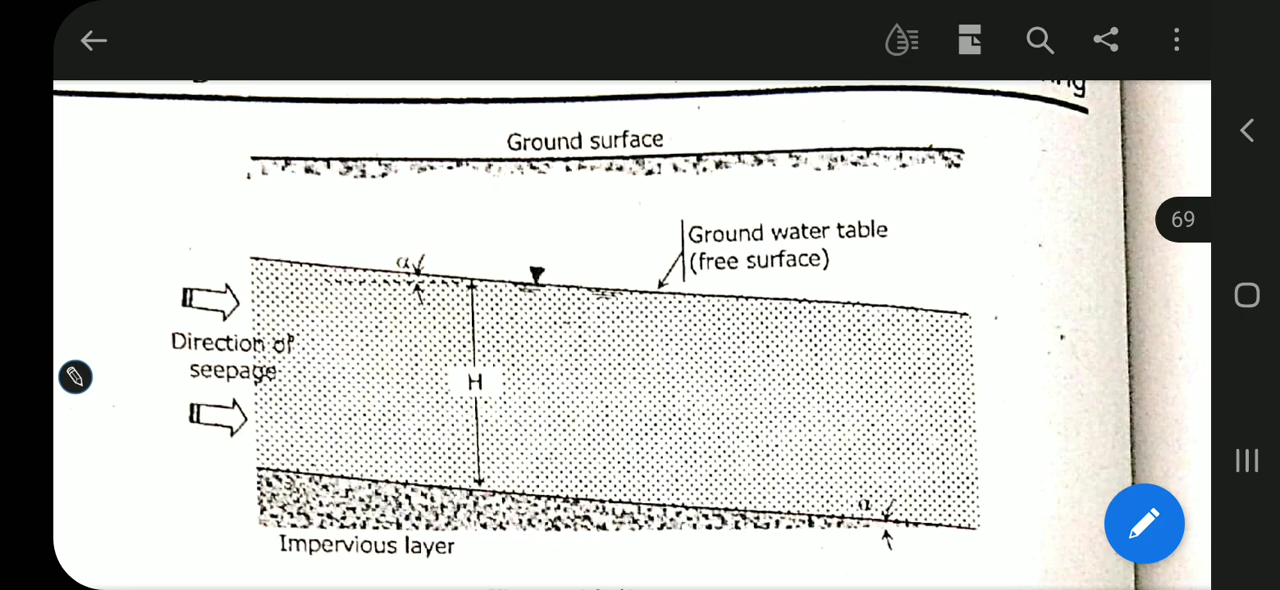 Ground surface
69
Ground water table
(free surface)
α
Direction of
seepage
H
α
Impervious layer